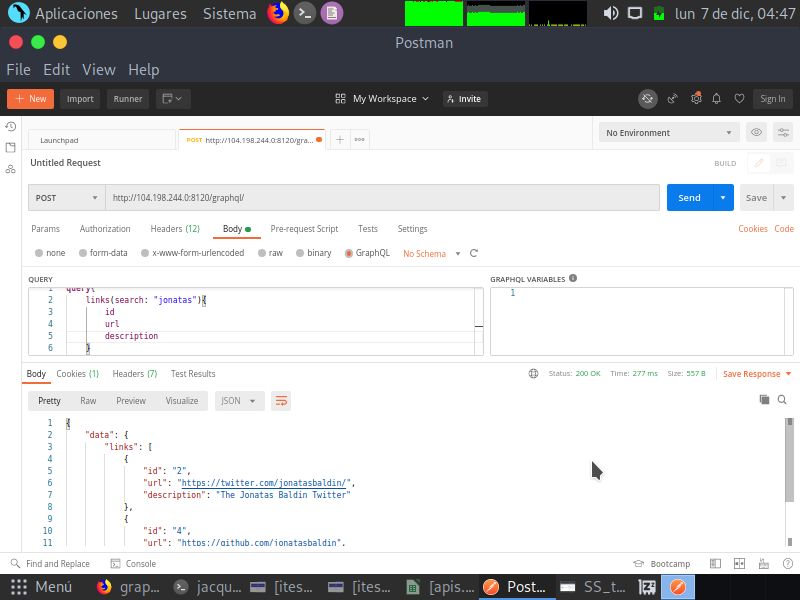 Aplicaciones Lugares Sistema lun 7 de dic, 04:47
Postman
File Edit View Help
+ New Import Runner My Workspace Invite Sign In
Launchpad POST http://104.198.244.0:8120/gra... + ooo No Environment
Untitled Request BUILD
POST http://104.198.244.0:8120/graphql/ Send Save
Params Authorization Headers (12) Body Pre-request Script Tests Settings Cookies Code
none form-data x-www-form-urlencoded raw binary GraphQL No Schema
QUERY GRAPHQL VARIABLES
1 query{
2 links(search: "jonatas"){
3 id
4 url
5 description
6 }
1
Body Cookies (1) Headers (7) Test Results Status: 200 OK Time: 277 ms Size: 557 B Save Response
Pretty Raw Preview Visualize JSON
1 {
2 "data": {
3 "links": [
4 {
5 "id": "2",
6 "url": "https://twitter.com/jonatasbaldin/",
7 "description": "The Jonatas Baldin Twitter"
8 },
9 {
10 "id": "4",
11 "url": "https://github.com/jonatasbaldin",
Find and Replace Console Bootcamp
Menú grap... jacqu... [ites... [ites... [apis.... Post... SS_t...